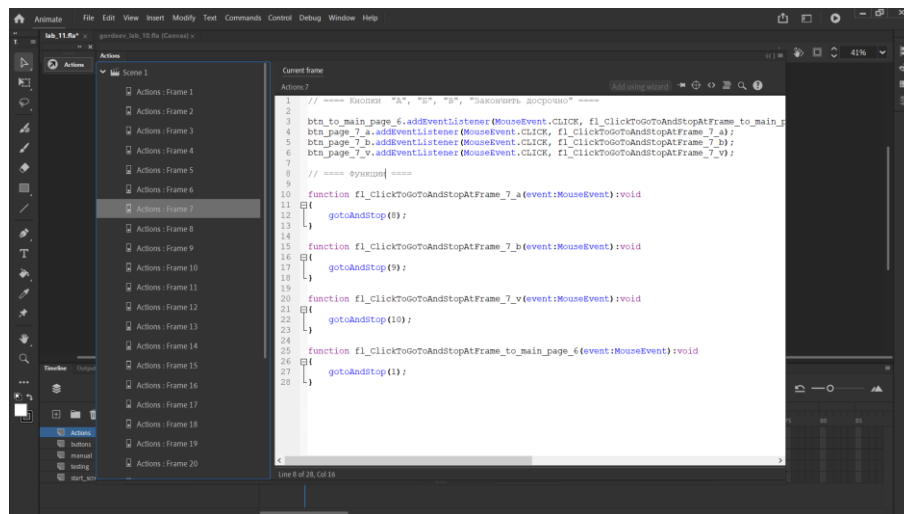 Animate File Edit View Insert Modify Text Commands Control Debug Window Help
lab_11.fla* × gordeev_lab_10.fla (Canvas) ×
41%
Actions
Actions
Scene 1
Actions : Frame 1
Actions : Frame 2
Actions : Frame 3
Actions : Frame 4
Actions : Frame 5
Actions : Frame 6
Actions : Frame 7
Actions : Frame 8
Actions : Frame 9
Actions : Frame 10
Actions : Frame 11
Actions : Frame 12
Actions : Frame 13
Actions : Frame 14
Actions : Frame 15
Actions : Frame 16
Actions : Frame 17
Actions : Frame 18
Actions : Frame 19
Actions : Frame 20
Current frame
Actions:7
Add using wizard
1 // ==== Кнопки "А", "Б", "В", "Закончить досрочно" ====
2
3 btn_to_main_page_6.addEventListener(MouseEvent.CLICK, fl_ClickToGoToAndStopAtFrame_to_main_p
4 btn_page_7_a.addEventListener(MouseEvent.CLICK, fl_ClickToGoToAndStopAtFrame_7_a);
5 btn_page_7_b.addEventListener(MouseEvent.CLICK, fl_ClickToGoToAndStopAtFrame_7_b);
6 btn_page_7_v.addEventListener(MouseEvent.CLICK, fl_ClickToGoToAndStopAtFrame_7_v);
7
8 // ==== Функции ====
9
10 function fl_ClickToGoToAndStopAtFrame_7_a(event:MouseEvent):void
11 {
12 gotoAndStop(8);
13 }
14
15 function fl_ClickToGoToAndStopAtFrame_7_b(event:MouseEvent):void
16 {
17 gotoAndStop(9);
18 }
19
20 function fl_ClickToGoToAndStopAtFrame_7_v(event:MouseEvent):void
21 {
22 gotoAndStop(10);
23 }
24
25 function fl_ClickToGoToAndStopAtFrame_to_main_page_6(event:MouseEvent):void
26 {
27 gotoAndStop(1);
28 }
Line 8 of 28, Col 16
Timeline Output
Actions
buttons
manual
testing
start_scr
75 80 85